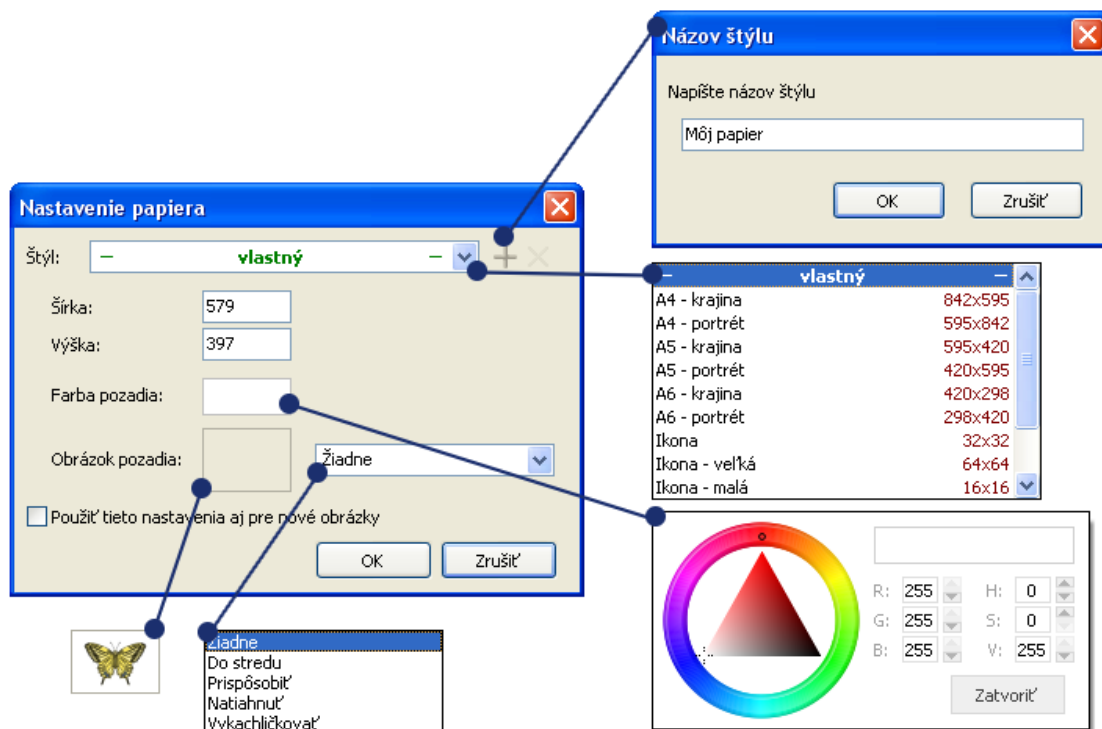 Názov štýlu
Napíšte názov štýlu
Môj papier
OK Zrušiť
Nastavenie papiera
Štýl: – vlastný –
Šírka: 579
Výška: 397
Farba pozadia:
Obrázok pozadia: Žiadne
Použiť tieto nastavenia aj pre nové obrázky
OK Zrušiť
– vlastný –
A4 - krajina 842x595
A4 - portrét 595x842
A5 - krajina 595x420
A5 - portrét 420x595
A6 - krajina 420x298
A6 - portrét 298x420
Ikona 32x32
Ikona - veľká 64x64
Ikona - malá 16x16
Žiadne
Do stredu
Prispôsobiť
Natiahnuť
Vykachličkovať
R: 255 H: 0
G: 255 S: 0
B: 255 V: 255
Zatvoriť